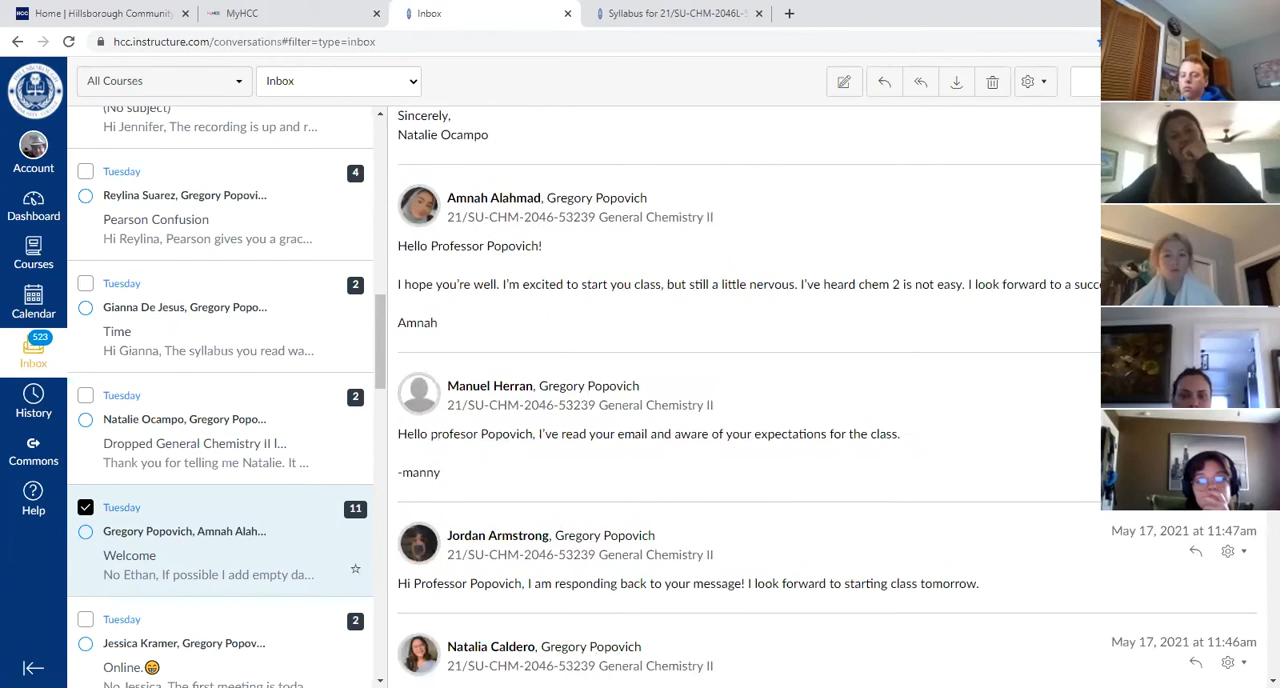 Home | Hillsborough Community
MyHCC
Inbox
Syllabus for 21/SU-CHM-2046L-5
hcc.instructure.com/conversations#filter=type=inbox
All Courses
Inbox
Account
Dashboard
Courses
Calendar
523
Inbox
History
Commons
Help
(No subject)
Hi Jennifer, The recording is up and r...
Tuesday
4
Reylina Suarez, Gregory Popovi...
Pearson Confusion
Hi Reylina, Pearson gives you a grac...
Tuesday
2
Gianna De Jesus, Gregory Popo...
Time
Hi Gianna, The syllabus you read wa...
Tuesday
2
Natalie Ocampo, Gregory Popo...
Dropped General Chemistry II l...
Thank you for telling me Natalie. It ...
Tuesday
11
Gregory Popovich, Amnah Alah...
Welcome
No Ethan, If possible I add empty da...
Tuesday
2
Jessica Kramer, Gregory Popov...
Online.😁
No Jessica, The first meeting is toda
Sincerely,
Natalie Ocampo
Amnah Alahmad, Gregory Popovich
21/SU-CHM-2046-53239 General Chemistry II
Hello Professor Popovich!
I hope you're well. I'm excited to start you class, but still a little nervous. I've heard chem 2 is not easy. I look forward to a succe
Amnah
Manuel Herran, Gregory Popovich
21/SU-CHM-2046-53239 General Chemistry II
Hello profesor Popovich, I've read your email and aware of your expectations for the class.
-manny
Jordan Armstrong, Gregory Popovich
May 17, 2021 at 11:47am
21/SU-CHM-2046-53239 General Chemistry II
Hi Professor Popovich, I am responding back to your message! I look forward to starting class tomorrow.
Natalia Caldero, Gregory Popovich
May 17, 2021 at 11:46am
21/SU-CHM-2046-53239 General Chemistry II